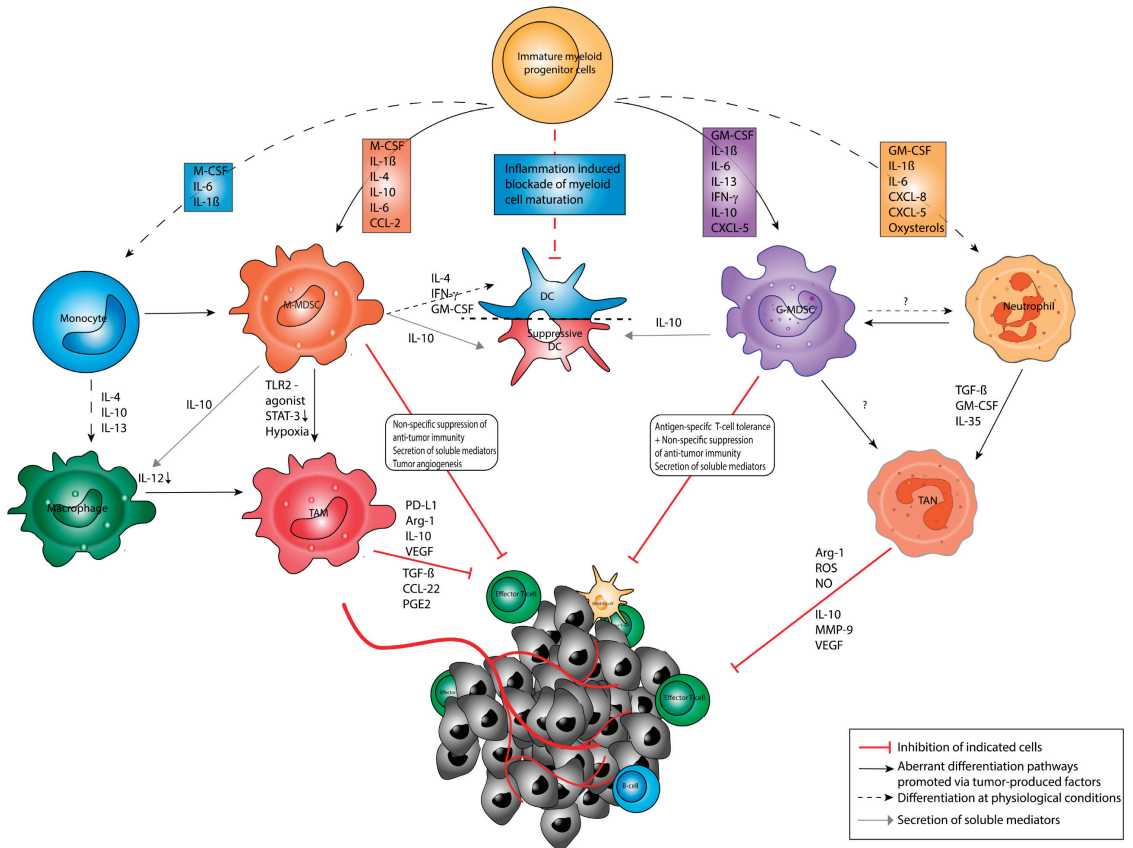 Immature myeloid
progenitor cells
M-CSF
IL-6
IL-1ß
M-CSF
IL-1ß
IL-4
IL-10
IL-6
CCL-2
Inflammation induced
blockade of myeloid
cell maturation
GM-CSF
IL-1ß
IL-6
IL-13
IFN-γ
IL-10
CXCL-5
GM-CSF
IL-1ß
IL-6
CXCL-8
CXCL-5
Oxysterols
Monocyte
M-MDSC
IL-4
IFN-γ
GM-CSF
IL-10
DC
Suppressive
DC
IL-10
G-MDSC
?
Neutrophil
IL-4
IL-10
IL-13
IL-10
TLR2 -
agonist
STAT-3↓
Hypoxia
Non-specific suppression of
anti-tumor immunity
Secretion of soluble mediators
Tumor angiogenesis
Antigen-specifc T-cell tolerance
+ Non-specific suppression
of anti-tumor immunity
Secretion of soluble mediators
?
TGF-ß
GM-CSF
IL-35
Macrophage
IL-12↓
TAM
PD-L1
Arg-1
IL-10
VEGF
TGF-ß
CCL-22
PGE2
TAN
Arg-1
ROS
NO
IL-10
MMP-9
VEGF
Effector T-cell
Effector
Effector T-cell
B-cell
Inhibition of indicated cells
Aberrant differentiation pathways
promoted via tumor-produced factors
Differentiation at physiological conditions
Secretion of soluble mediators